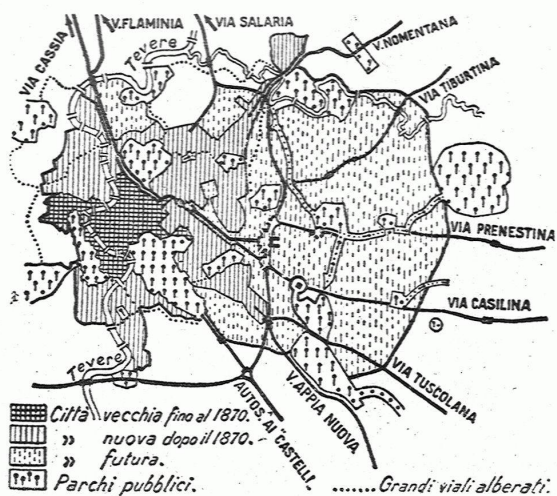 VIA CASSIA
V. FLAMINIA
VIA SALARIA
Tevere
V. NOMENTANA
VIA TIBURTINA
VIA PRENESTINA
VIA CASILINA
VIA TUSCOLANA
V. APPIA NUOVA
AUTOS. AI "CASTELLI"
Tevere
Città vecchia fino al 1870.
" nuova dopo il 1870.
" futura.
Parchi pubblici.
........Grandi viali alberati.